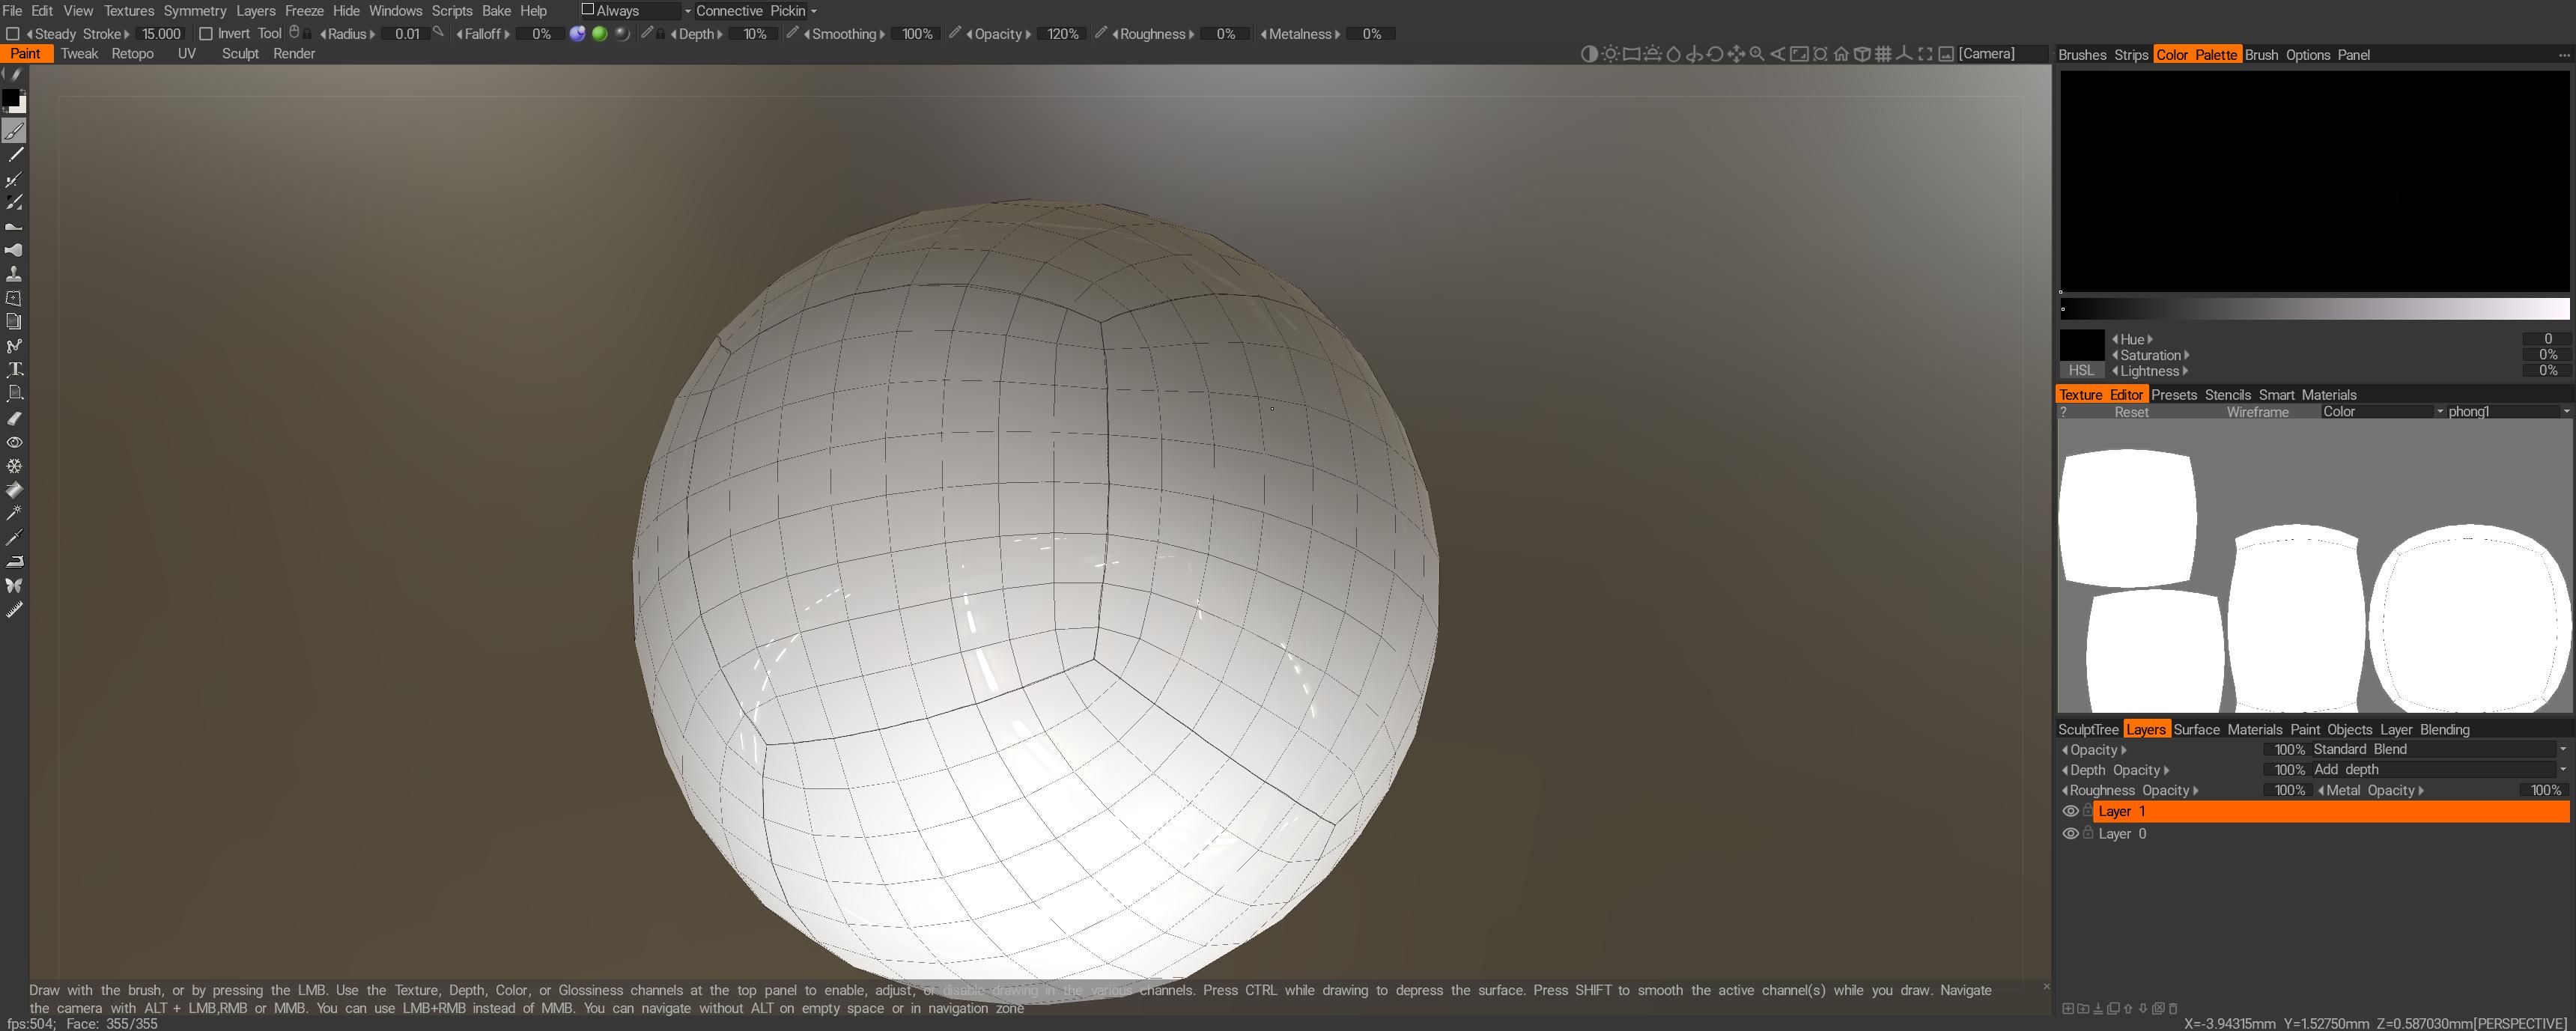 File Edit View Textures Symmetry Layers Freeze Hide Windows Scripts Bake Help Always Connective Pickin
Steady Stroke 15.000 Invert Tool Radius 0.01 Falloff 0% Depth 10% Smoothing 100% Opacity 120% Roughness 0% Metalness 0%
Paint Tweak Retopo UV Sculpt Render [Camera]
Brushes Strips Color Palette Brush Options Panel
Hue 0
Saturation 0%
HSL Lightness 0%
Texture Editor Presets Stencils Smart Materials
? Reset Wireframe Color phong1
SculptTree Layers Surface Materials Paint Objects Layer Blending
Opacity 100% Standard Blend
Depth Opacity 100% Add depth
Roughness Opacity 100% Metal Opacity 100%
Layer 1
Layer 0
Draw with the brush, or by pressing the LMB. Use the Texture, Depth, Color, or Glossiness channels at the top panel to enable, adjust, or disable drawing in the various channels. Press CTRL while drawing to depress the surface. Press SHIFT to smooth the active channel(s) while you draw. Navigate
the camera with ALT + LMB,RMB or MMB. You can use LMB+RMB instead of MMB. You can navigate without ALT on empty space or in navigation zone
fps:504; Face: 355/355
X=-3.94315mm Y=1.52750mm Z=0.587030mm[PERSPECTIVE]